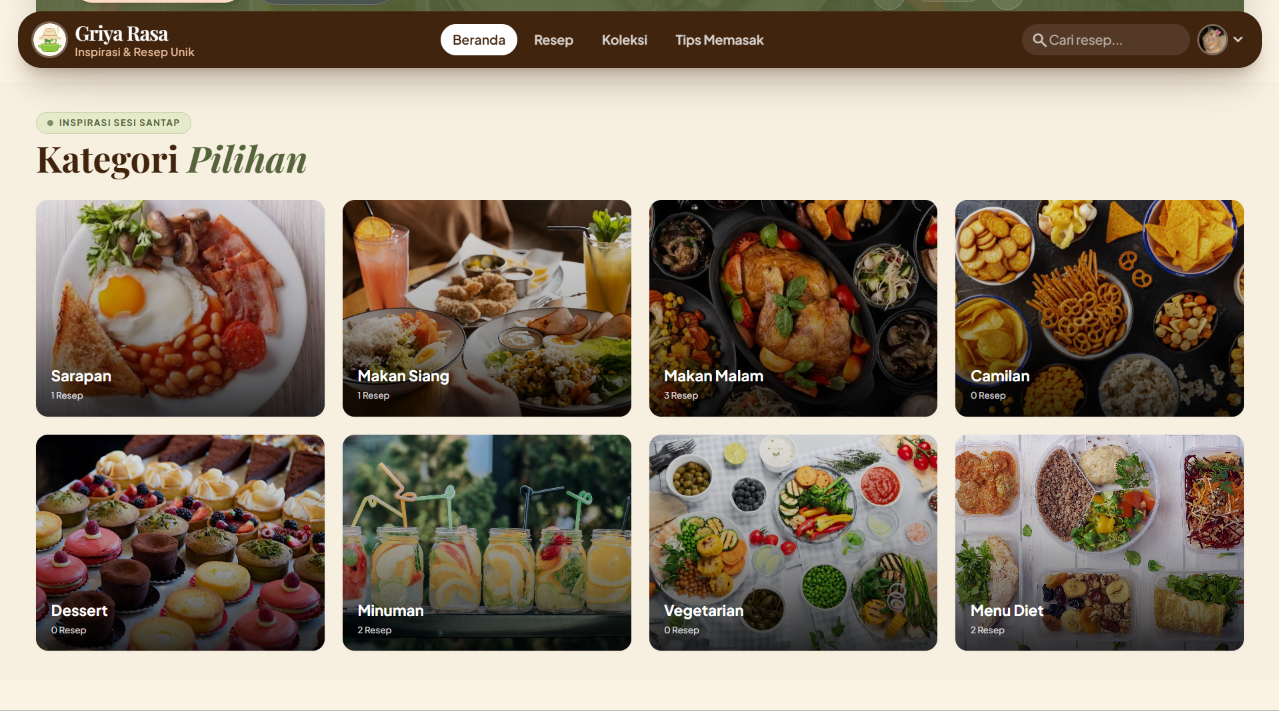 Griya Rasa
Inspirasi & Resep Unik
Beranda
Resep
Koleksi
Tips Memasak
Cari resep...
INSPIRASI SESI SANTAP
Kategori Pilihan
Sarapan
1 Resep
Makan Siang
1 Resep
Makan Malam
3 Resep
Camilan
0 Resep
Dessert
0 Resep
Minuman
2 Resep
Vegetarian
0 Resep
Menu Diet
2 Resep